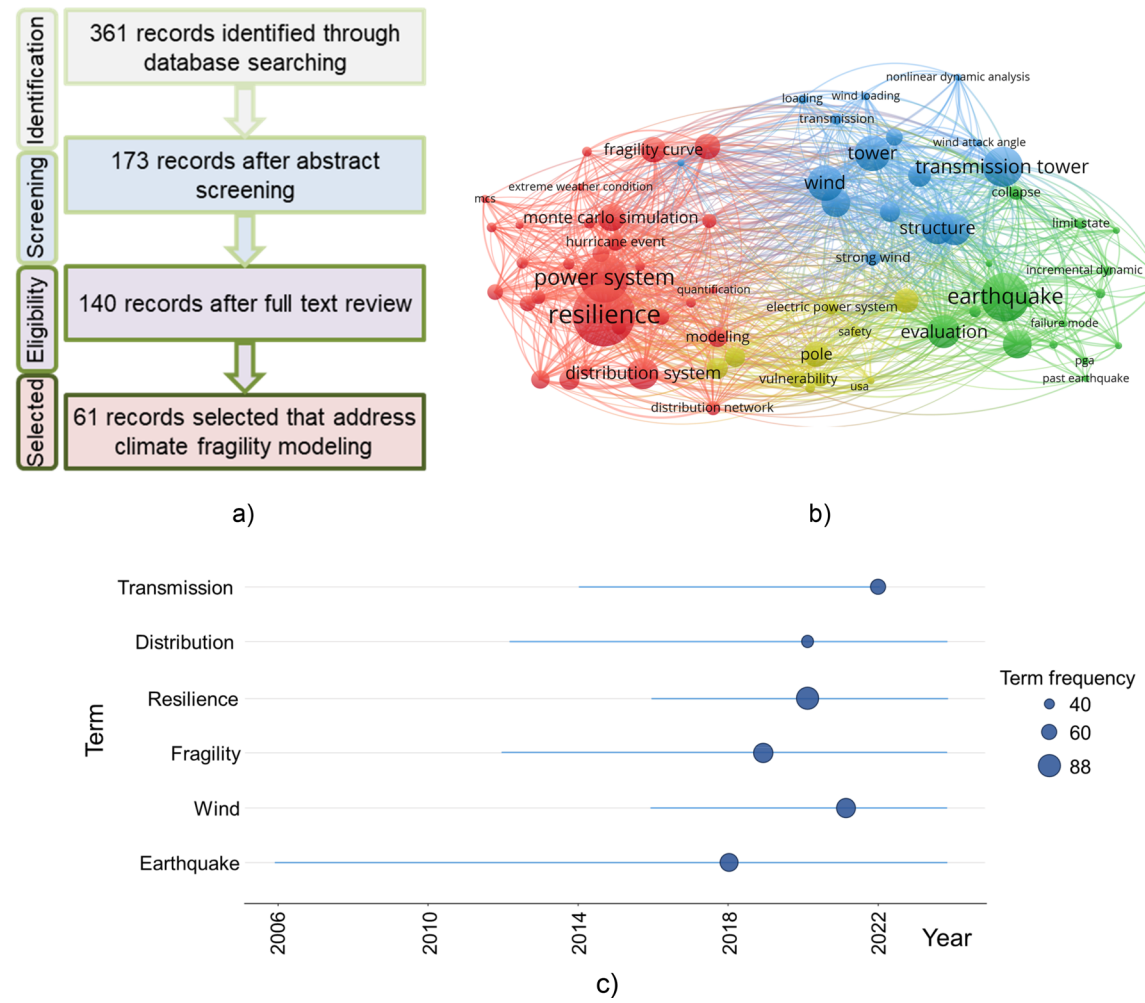 Identification
361 records identified through
database searching
Screening
173 records after abstract
screening
Eligibility
140 records after full text review
Selected
61 records selected that address
climate fragility modeling
a)
nonlinear dynamic analysis
loading
wind loading
transmission
fragility curve
wind attack angle
tower
transmission tower
extreme weather condition
wind
collapse
mcs
monte carlo simulation
limit state
structure
hurricane event
strong wind
incremental dynamic
power system
quantification
earthquake
electric power system
resilience
safety
failure mode
modeling
evaluation
pole
pga
distribution system
vulnerability
usa
past earthquake
distribution network
b)
Transmission
Distribution
Resilience
Fragility
Wind
Earthquake
Term
Term frequency
40
60
88
2006
2010
2014
2018
2022
Year
c)